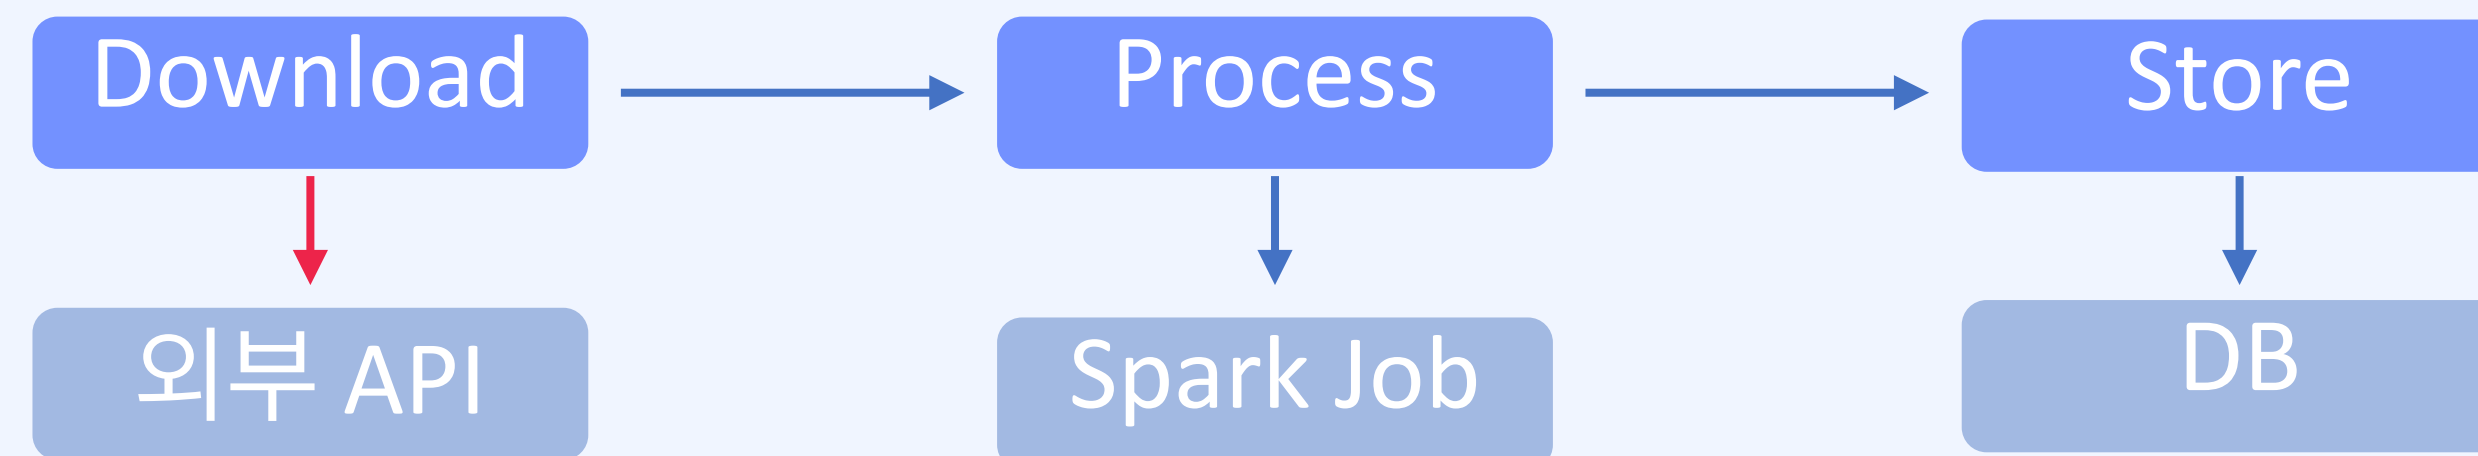 Download
Process
Store
외부 API
Spark Job
DB